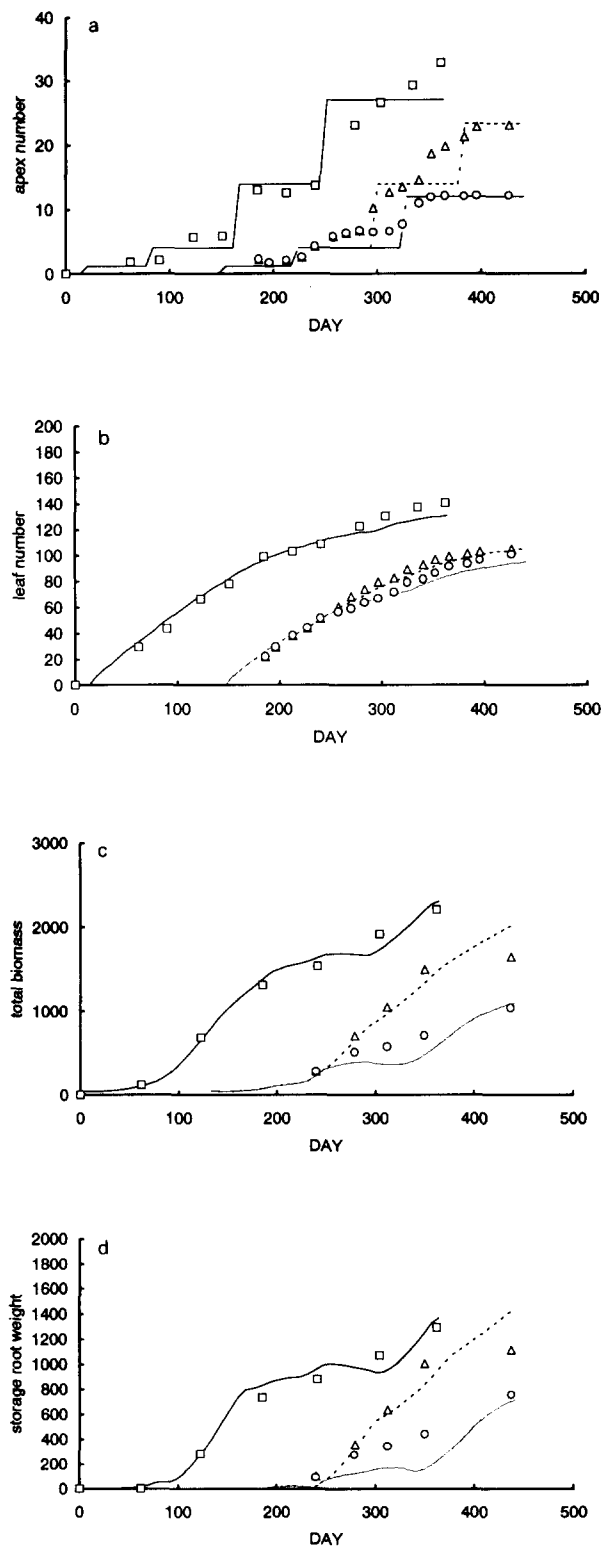 a
40
30
20
10
0
apex number
0 100 200 300 400 500
DAY
b
200
180
160
140
120
100
80
60
40
20
0
leaf number
0 100 200 300 400 500
DAY
c
3000
2000
1000
0
total biomass
0 100 200 300 400 500
DAY
d
2000
1800
1600
1400
1200
1000
800
600
400
200
0
storage root weight
0 100 200 300 400 500
DAY